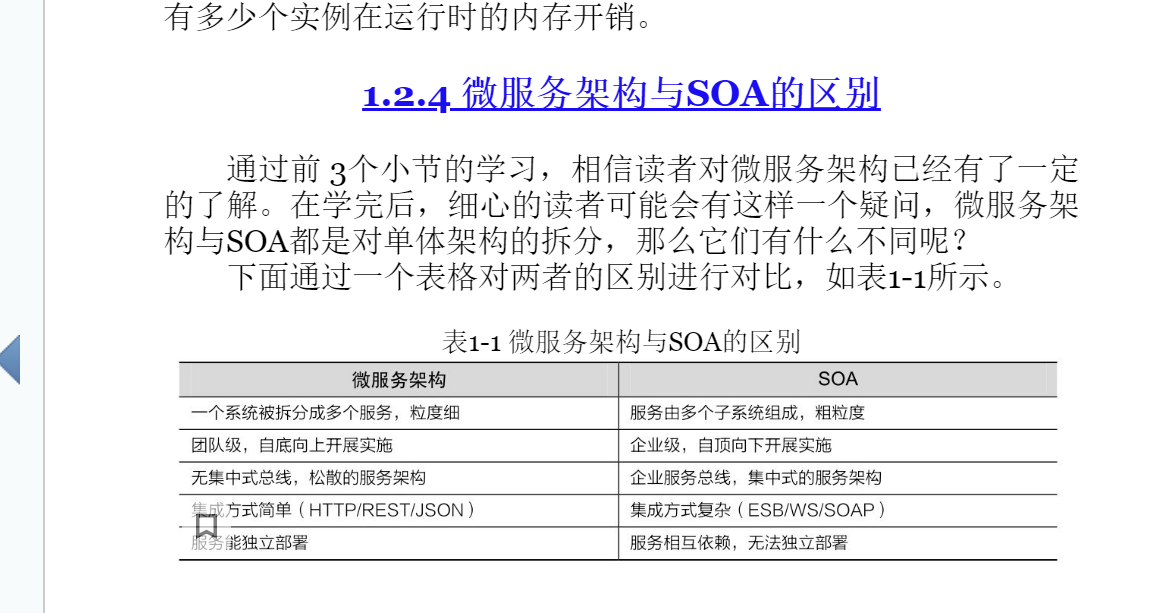 有多少个实例在运行时的内存开销。
1.2.4 微服务架构与SOA的区别
通过前 3个小节的学习，相信读者对微服务架构已经有了一定
的了解。在学完后，细心的读者可能会有这样一个疑问，微服务架
构与SOA都是对单体架构的拆分，那么它们有什么不同呢？
下面通过一个表格对两者的区别进行对比，如表1-1所示。
表1-1 微服务架构与SOA的区别
微服务架构 SOA
一个系统被拆分成多个服务，粒度细 服务由多个子系统组成，粗粒度
团队级，自底向上开展实施 企业级，自顶向下开展实施
无集中式总线，松散的服务架构 企业服务总线，集中式的服务架构
集成方式简单（HTTP/REST/JSON） 集成方式复杂（ESB/WS/SOAP）
服务能独立部署 服务相互依赖，无法独立部署